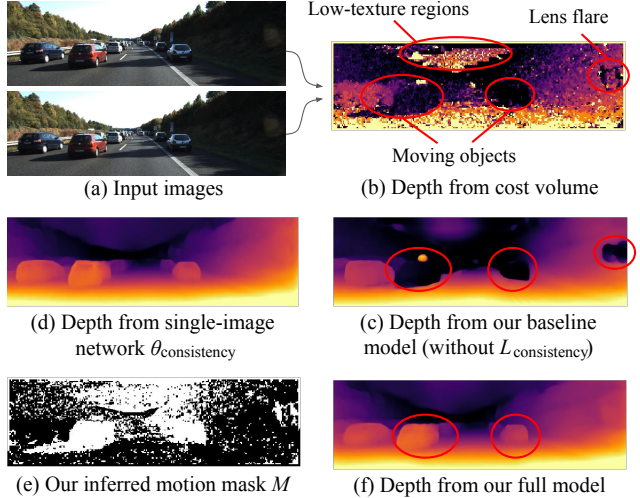 Low-texture regions
Lens flare
Moving objects
(a) Input images
(b) Depth from cost volume
(d) Depth from single-image
network θconsistency
(c) Depth from our baseline
model (without Lconsistency)
(e) Our inferred motion mask M
(f) Depth from our full model